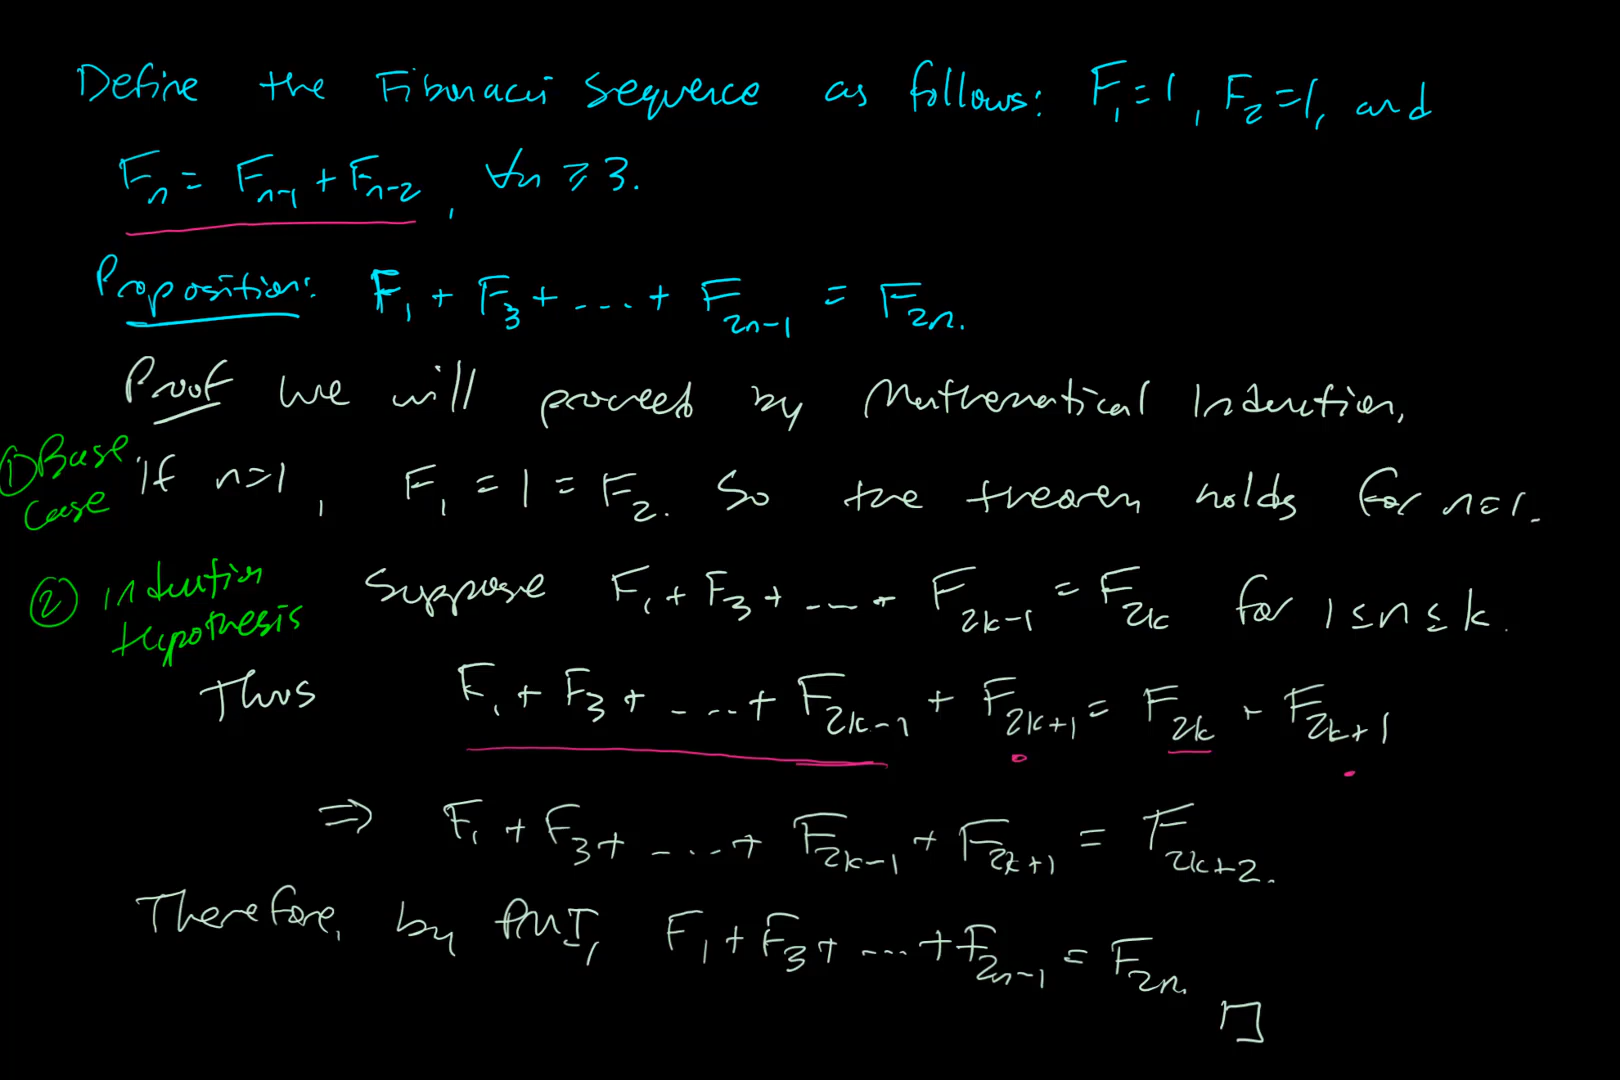 Define the Fibonacci Sequence as follows: F₁=1, F₂=1, and
Fₙ = Fₙ₋₁ + Fₙ₋₂, ∀n ≥ 3.
Proposition: F₁ + F₃ + ... + F₂ₙ₋₁ = F₂ₙ.
Proof We will proceed by Mathematical Induction.
① Base case
If n=1, F₁ = 1 = F₂. So the theorem holds for n=1.
② Induction Hypothesis
Suppose F₁ + F₃ + ... + F₂ₖ₋₁ = F₂ₖ for 1 ≤ n ≤ k.
Thus F₁ + F₃ + ... + F₂ₖ₋₁ + F₂ₖ₊₁ = F₂ₖ + F₂ₖ₊₁
⇒ F₁ + F₃ + ... + F₂ₖ₋₁ + F₂ₖ₊₁ = F₂ₖ₊₂.
Therefore, by PMI, F₁ + F₃ + ... + F₂ₙ₋₁ = F₂ₙ.
□